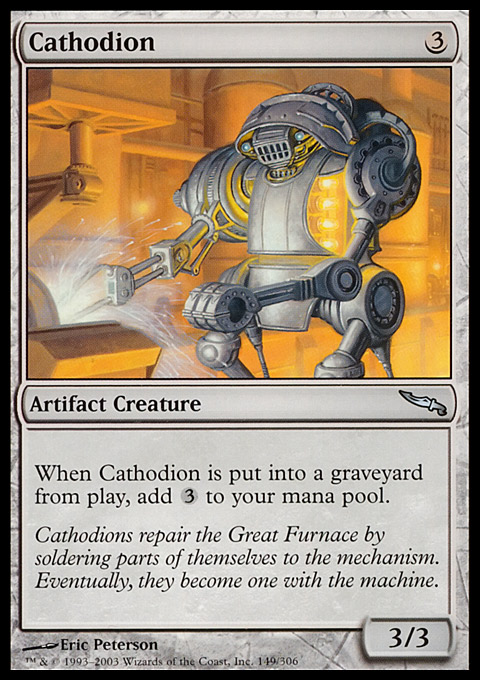 Cathodion 3
Artifact Creature
When Cathodion is put into a graveyard
from play, add 3 to your mana pool.
Cathodions repair the Great Furnace by
soldering parts of themselves to the mechanism.
Eventually, they become one with the machine.
Eric Peterson
3/3
™ & © 1993–2003 Wizards of the Coast, Inc. 149/306